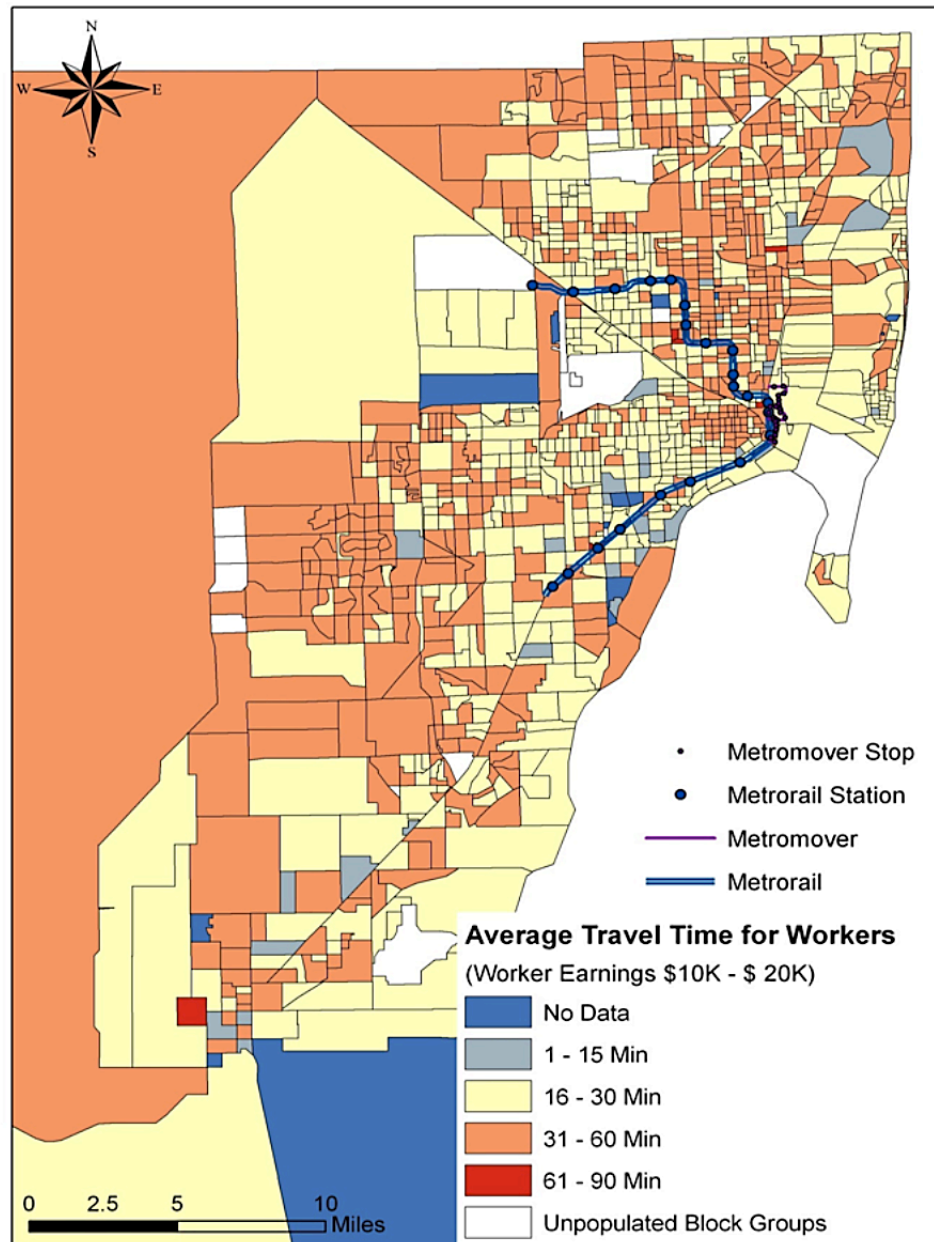 N
W E
S
Metromover Stop
Metrorail Station
Metromover
Metrorail
Average Travel Time for Workers
(Worker Earnings $10K - $ 20K)
No Data
1 - 15 Min
16 - 30 Min
31 - 60 Min
61 - 90 Min
Unpopulated Block Groups
0 2.5 5 10
Miles